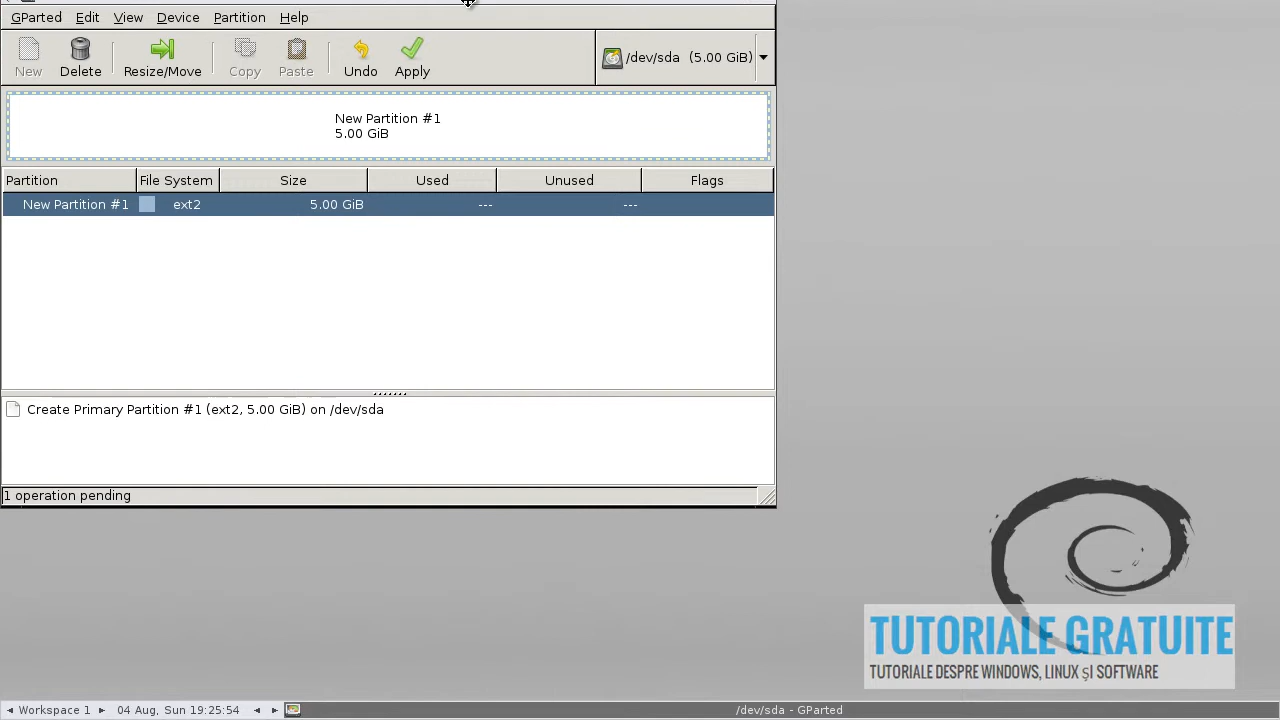 GParted Edit View Device Partition Help
New Delete Resize/Move Copy Paste Undo Apply /dev/sda (5.00 GiB)
New Partition #1
5.00 GiB
Partition File System Size Used Unused Flags
New Partition #1 ext2 5.00 GiB --- ---
Create Primary Partition #1 (ext2, 5.00 GiB) on /dev/sda
1 operation pending
TUTORIALE GRATUITE
TUTORIALE DESPRE WINDOWS, LINUX ȘI SOFTWARE
Workspace 1 04 Aug, Sun 19:25:54 /dev/sda - GParted